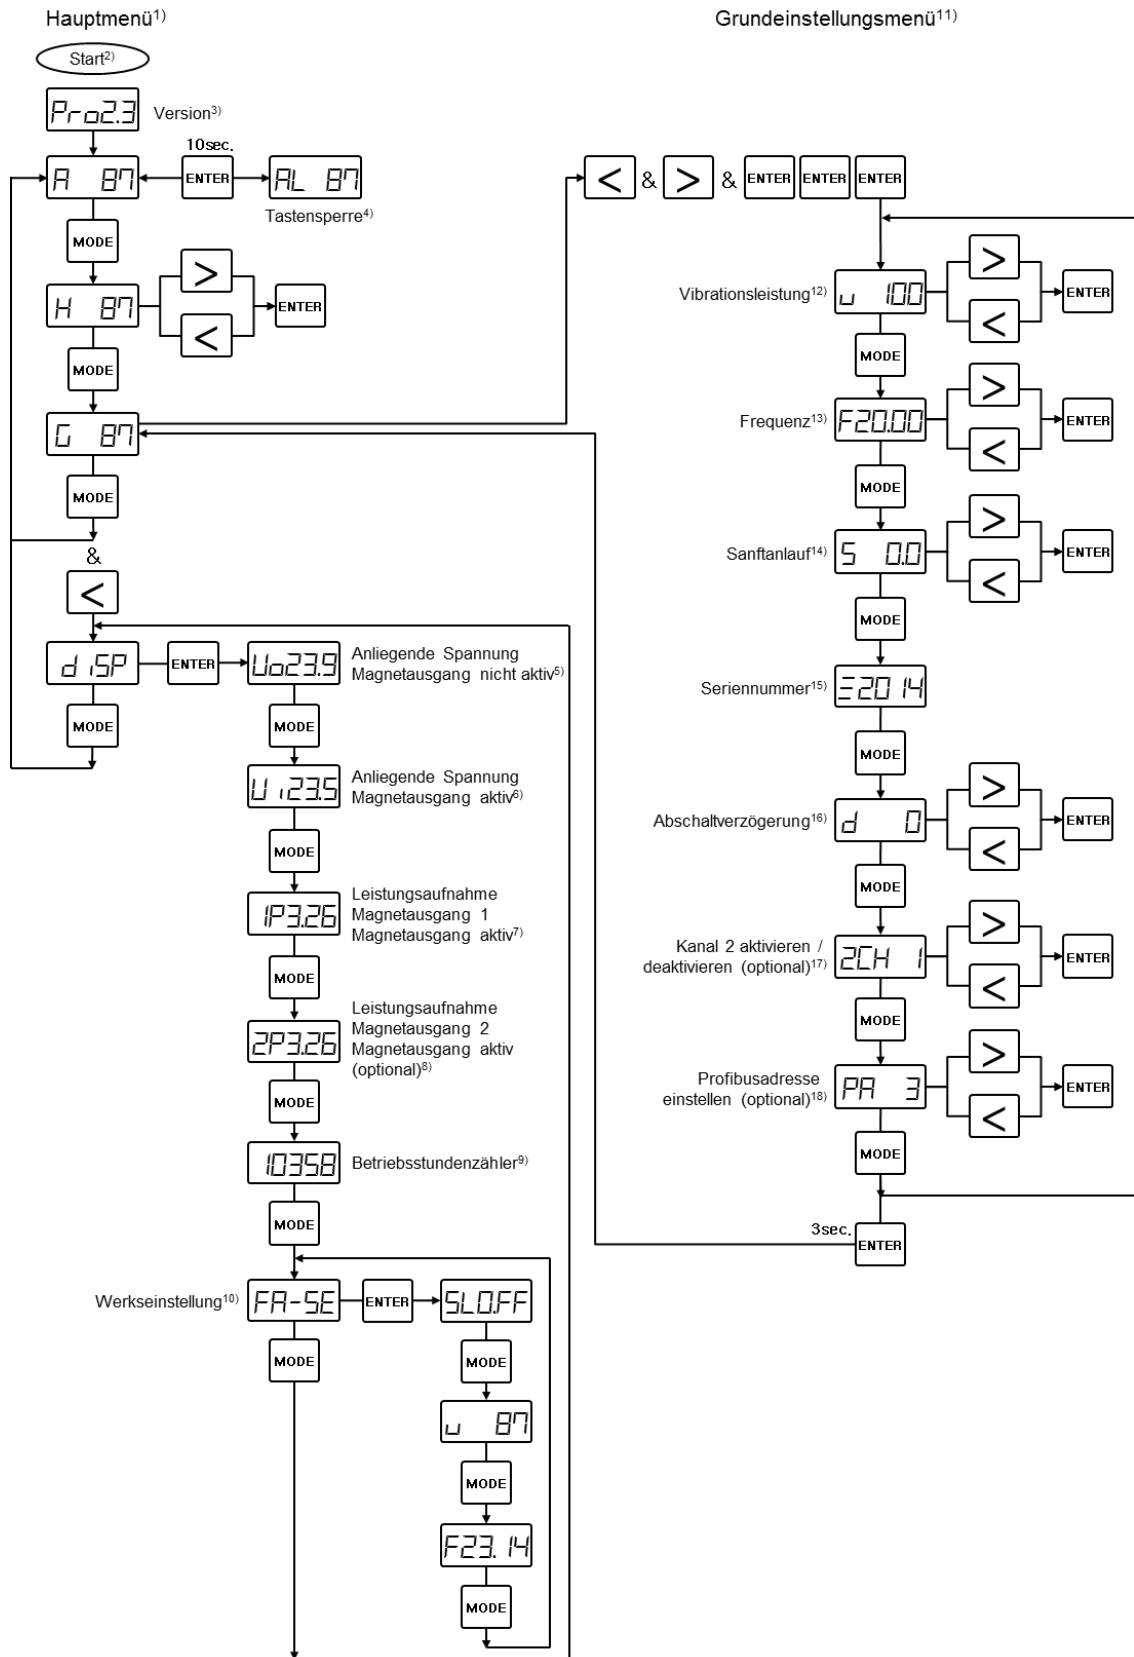 Hauptmenü1)
Start2)
Pro2.3
Version3)
A 87
10sec.
ENTER
AL 87
Tastensperre4)
MODE
H 87
>
<
ENTER
MODE
G 87
MODE
&
<
diSP
ENTER
Uo23.9
Anliegende Spannung
Magnetausgang nicht aktiv5)
MODE
MODE
Ui23.5
Anliegende Spannung
Magnetausgang aktiv6)
MODE
1P3.26
Leistungsaufnahme
Magnetausgang 1
Magnetausgang aktiv7)
MODE
2P3.26
Leistungsaufnahme
Magnetausgang 2
Magnetausgang aktiv
(optional)8)
MODE
10358
Betriebsstundenzähler9)
MODE
Werkseinstellung10)
FA-SE
ENTER
SLO.FF
MODE
MODE
u 87
MODE
F23.14
MODE
Grundeinstellungsmenü11)
< & > & ENTER ENTER ENTER
Vibrationsleistung12)
u 100
>
<
ENTER
MODE
Frequenz13)
F20.00
>
<
ENTER
MODE
Sanftanlauf14)
S 0.0
>
<
ENTER
MODE
Seriennummer15)
Ξ2014
MODE
Abschaltverzögerung16)
d 0
>
<
ENTER
MODE
Kanal 2 aktivieren /
deaktivieren (optional)17)
2CH 1
>
<
ENTER
MODE
Profibusadresse
einstellen (optional)18)
PA 3
>
<
ENTER
MODE
3sec.
ENTER